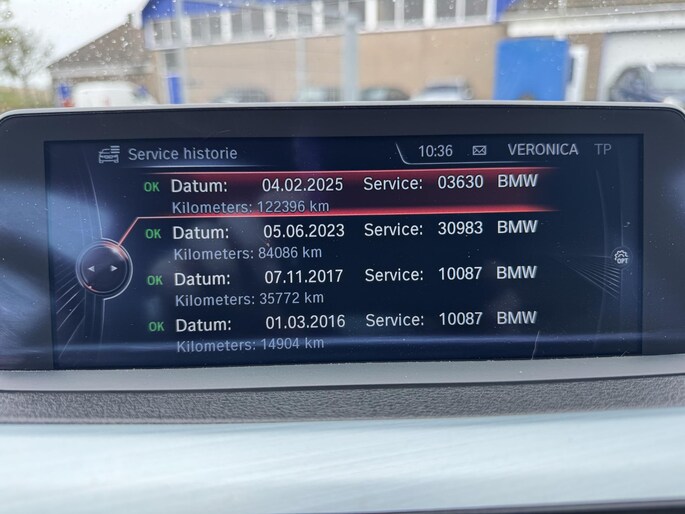 Service historie 10:36 VERONICA TP
OK Datum: 04.02.2025 Service: 03630 BMW
Kilometers: 122396 km
OK Datum: 05.06.2023 Service: 30983 BMW
Kilometers: 84086 km
OK Datum: 07.11.2017 Service: 10087 BMW
Kilometers: 35772 km
OK Datum: 01.03.2016 Service: 10087 BMW
Kilometers: 14904 km
OFF